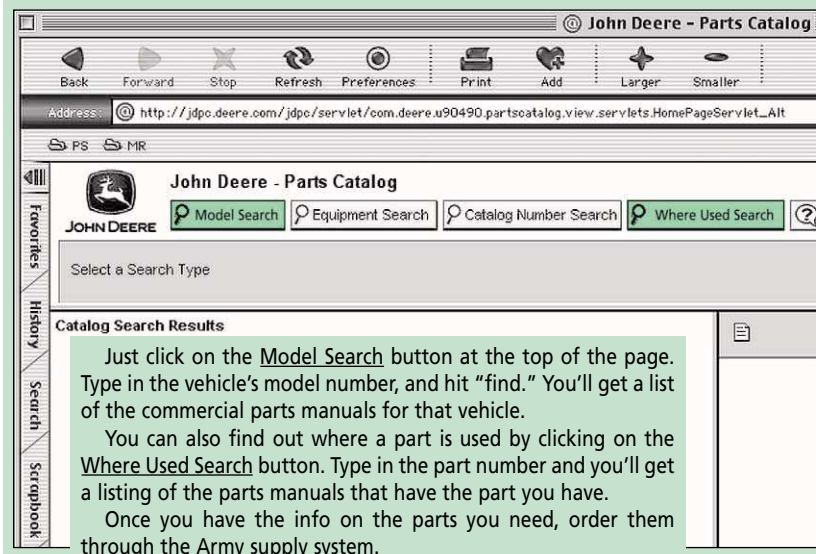 @ John Deere - Parts Catalog
Back Forward Stop Refresh Preferences Print Add Larger Smaller
Address: @ http://jdpc.deere.com/jdpc/servlet/com.deere.u90490.partscatalog.view.servlets.HomePageServlet_Alt
PS MR
Favorites
History
Search
Scrapbook
JOHN DEERE
John Deere - Parts Catalog
Model Search Equipment Search Catalog Number Search Where Used Search ?
Select a Search Type
Catalog Search Results
Just click on the Model Search button at the top of the page.
Type in the vehicle's model number, and hit “find.” You'll get a list
of the commercial parts manuals for that vehicle.
You can also find out where a part is used by clicking on the
Where Used Search button. Type in the part number and you'll get
a listing of the parts manuals that have the part you have.
Once you have the info on the parts you need, order them
through the Army supply system.